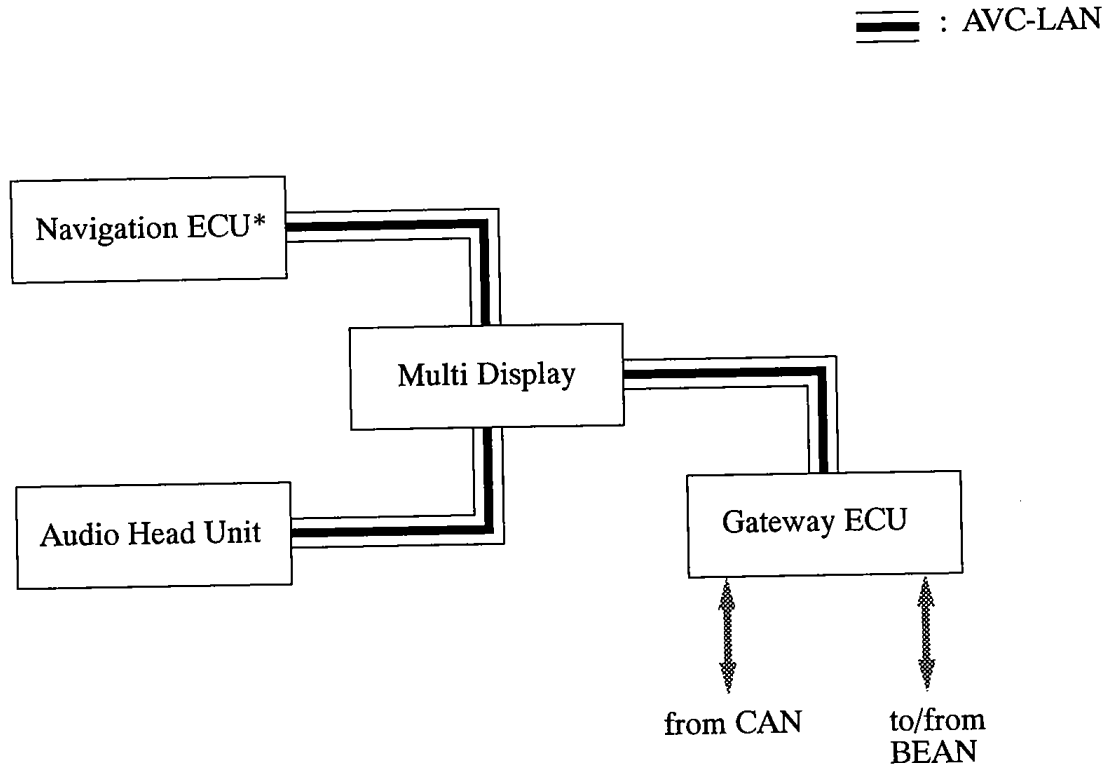 : AVC-LAN
Navigation ECU*
Multi Display
Audio Head Unit
Gateway ECU
from CAN
to/from
BEAN